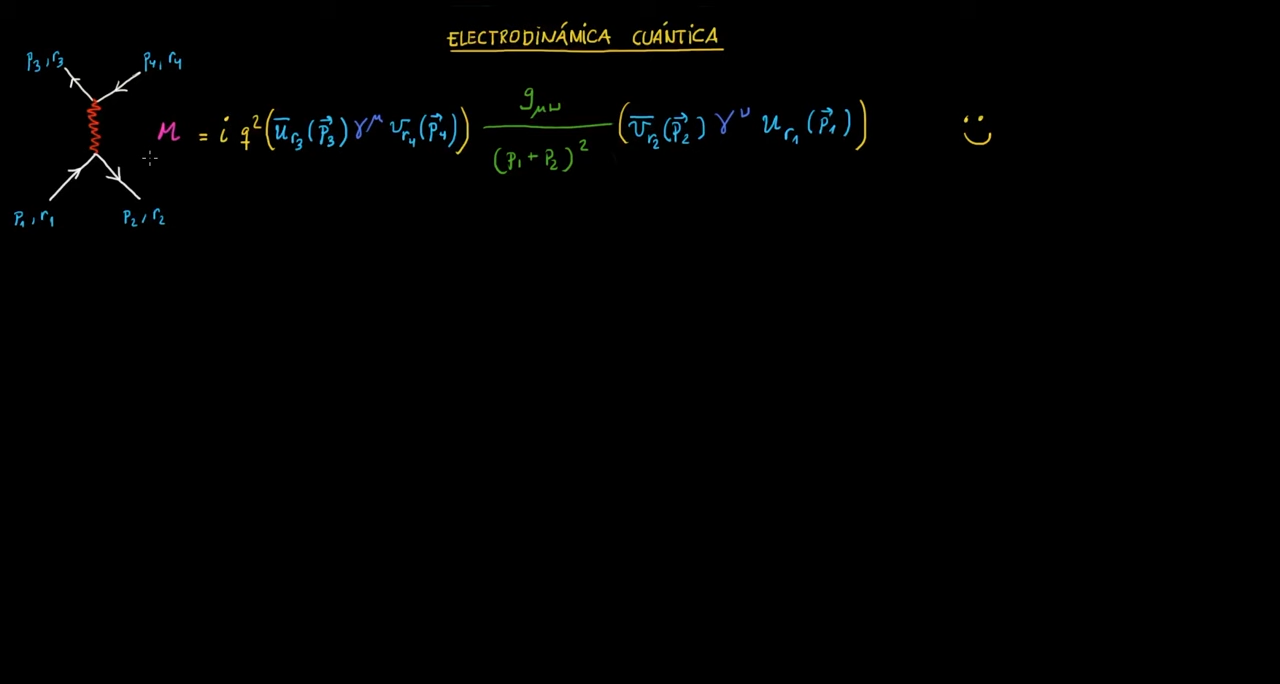 ELECTRODINÁMICA CUÁNTICA
p3, r3 p4, r4
M = i q²(ū_r3(p⃗3) γ^μ v_r4(p⃗4)) g_μν / (p1 + p2)² (v̄_r2(p⃗2) γ^ν u_r1(p⃗1))
p1, r1 p2, r2